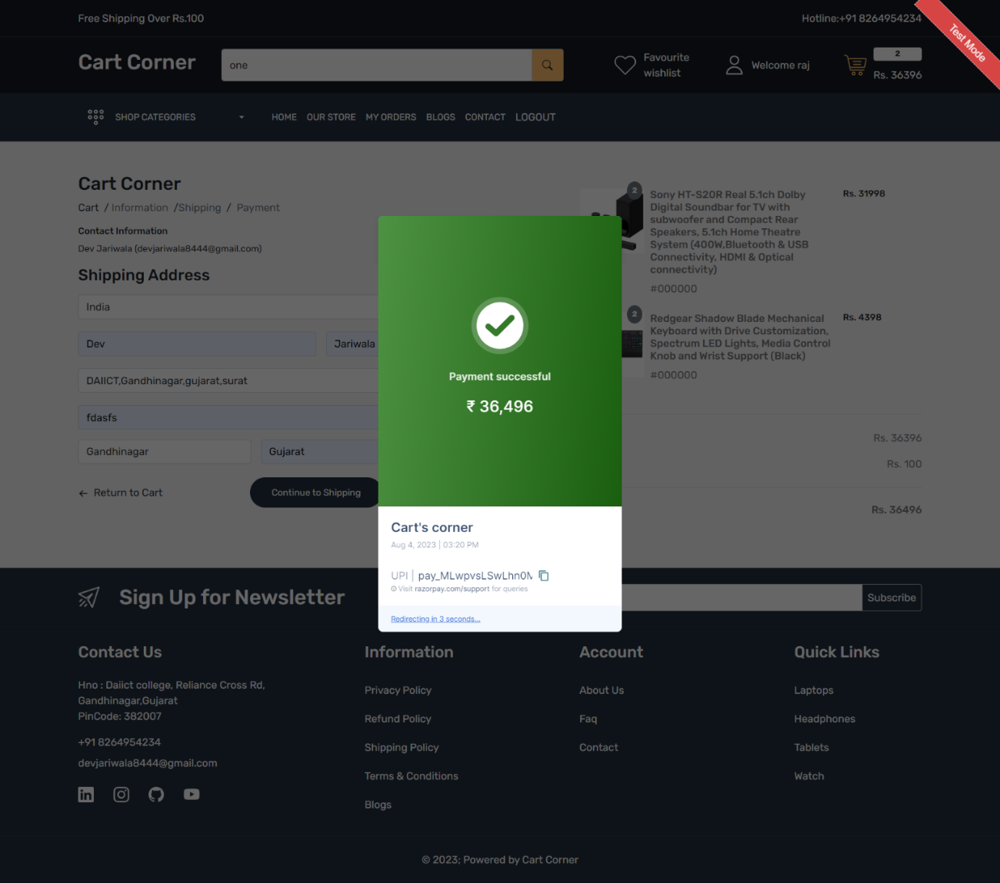 Free Shipping Over Rs.100
Hotline:+91 8264954234
Test Mode
Cart Corner
one
Favourite
wishlist
Welcome raj
2
Rs. 36396
SHOP CATEGORIES
HOME OUR STORE MY ORDERS BLOGS CONTACT LOGOUT
Cart Corner
Cart / Information /Shipping / Payment
Contact Information
Dev Jariwala (devjariwala8444@gmail.com)
Shipping Address
India
Dev
Jariwala
DAIICT,Gandhinagar,gujarat,surat
fdasfs
Gandhinagar
Gujarat
← Return to Cart
Continue to Shipping
2
Sony HT-S20R Real 5.1ch Dolby
Digital Soundbar for TV with
subwoofer and Compact Rear
Speakers, 5.1ch Home Theatre
System (400W,Bluetooth & USB
Connectivity, HDMI & Optical
connectivity)
#000000
Rs. 31998
2
Redgear Shadow Blade Mechanical
Keyboard with Drive Customization,
Spectrum LED Lights, Media Control
Knob and Wrist Support (Black)
#000000
Rs. 4398
Rs. 36396
Rs. 100
Rs. 36496
Payment successful
₹ 36,496
Cart's corner
Aug 4, 2023 | 03:20 PM
UPI | pay_MLwpvsLSwLhn0
Visit razorpay.com/support for queries
Redirecting in 3 seconds...
Sign Up for Newsletter
Subscribe
Contact Us
Hno : Daiict college, Reliance Cross Rd,
Gandhinagar,Gujarat
PinCode: 382007
+91 8264954234
devjariwala8444@gmail.com
Information
Privacy Policy
Refund Policy
Shipping Policy
Terms & Conditions
Blogs
Account
About Us
Faq
Contact
Quick Links
Laptops
Headphones
Tablets
Watch
© 2023; Powered by Cart Corner